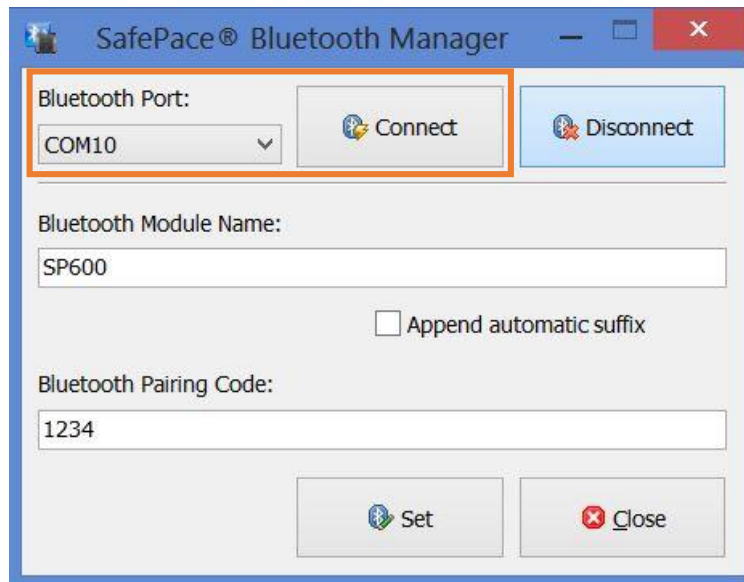 SafePace® Bluetooth Manager
Bluetooth Port:
COM10
Connect
Disconnect
Bluetooth Module Name:
SP600
Append automatic suffix
Bluetooth Pairing Code:
1234
Set
Close